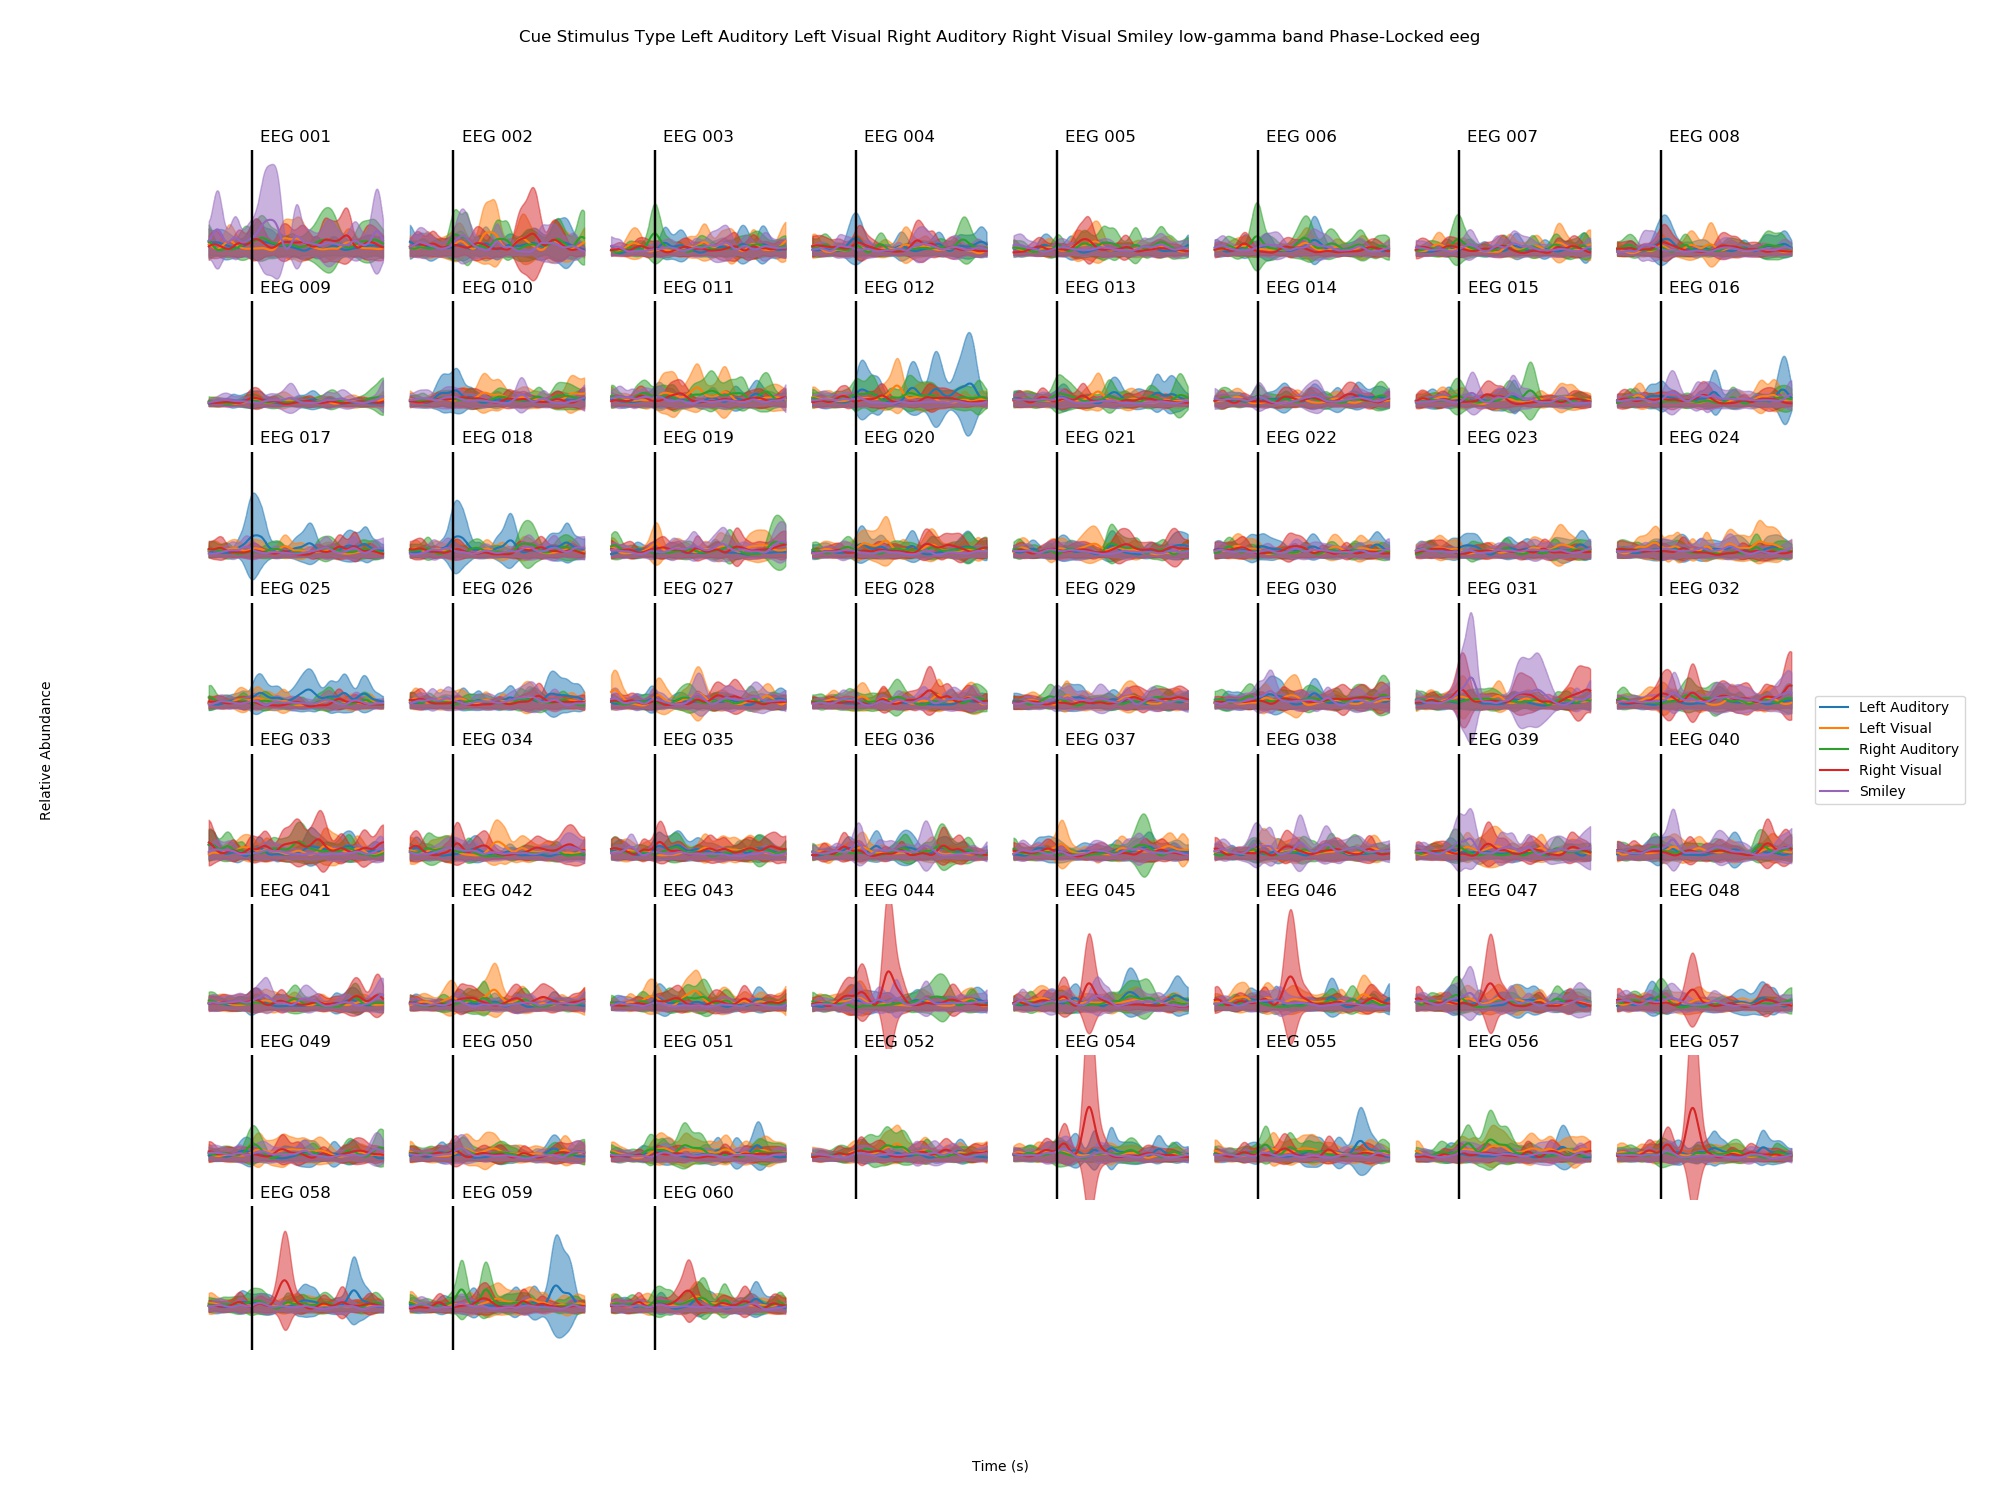 Cue Stimulus Type Left Auditory Left Visual Right Auditory Right Visual Smiley low-gamma band Phase-Locked eeg
EEG 001 EEG 002 EEG 003 EEG 004 EEG 005 EEG 006 EEG 007 EEG 008
EEG 009 EEG 010 EEG 011 EEG 012 EEG 013 EEG 014 EEG 015 EEG 016
EEG 017 EEG 018 EEG 019 EEG 020 EEG 021 EEG 022 EEG 023 EEG 024
EEG 025 EEG 026 EEG 027 EEG 028 EEG 029 EEG 030 EEG 031 EEG 032
EEG 033 EEG 034 EEG 035 EEG 036 EEG 037 EEG 038 EEG 039 EEG 040
EEG 041 EEG 042 EEG 043 EEG 044 EEG 045 EEG 046 EEG 047 EEG 048
EEG 049 EEG 050 EEG 051 EEG 052 EEG 054 EEG 055 EEG 056 EEG 057
EEG 058 EEG 059 EEG 060
Relative Abundance
Left Auditory
Left Visual
Right Auditory
Right Visual
Smiley
Time (s)